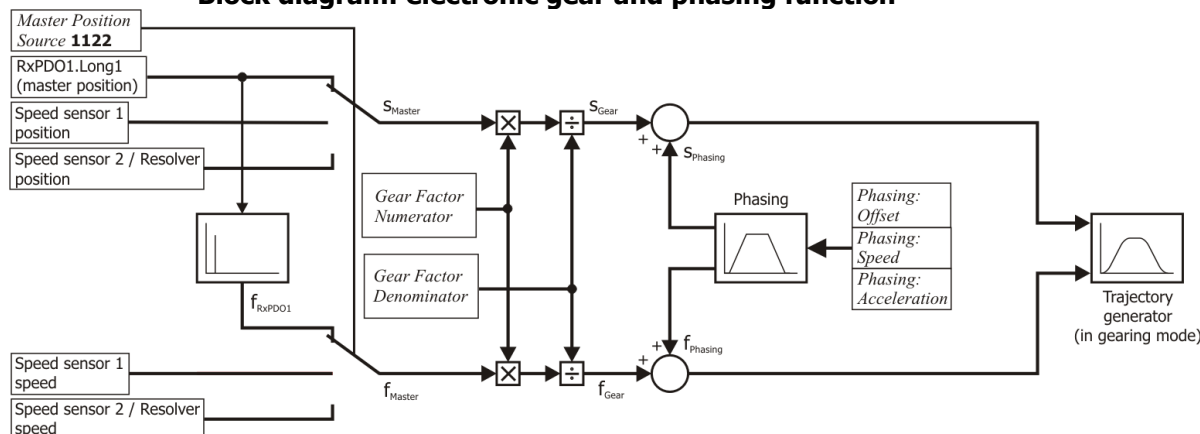 Block diagram: electronic gear and phasing function
Master Position
Source 1122
RxPDO1.Long1
(master position)
Speed sensor 1
position
Speed sensor 2 / Resolver
position
sMaster
sGear
+
+
sPhasing
Gear Factor
Numerator
Gear Factor
Denominator
Phasing
Phasing:
Offset
Phasing:
Speed
Phasing:
Acceleration
Trajectory
generator
(in gearing mode)
fRxPDO1
Speed sensor 1
speed
Speed sensor 2 / Resolver
speed
fMaster
fGear
+
+
fPhasing
×
÷
×
÷